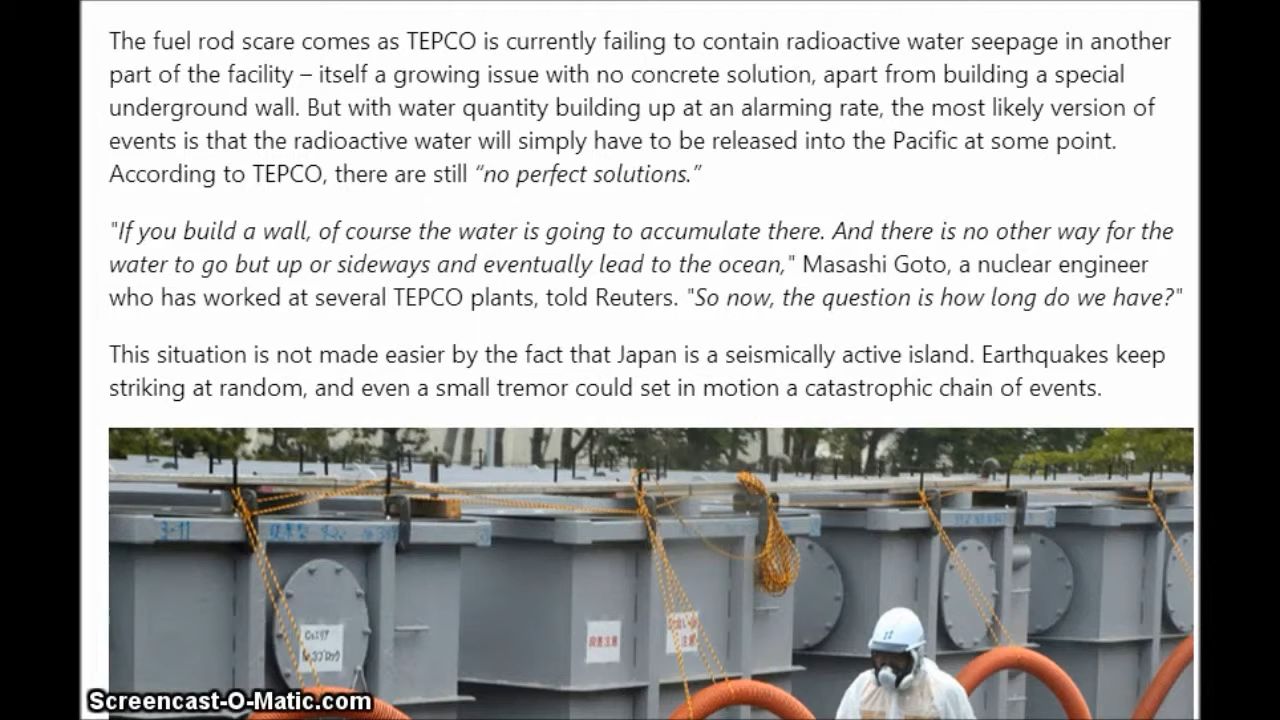 The fuel rod scare comes as TEPCO is currently failing to contain radioactive water seepage in another
part of the facility – itself a growing issue with no concrete solution, apart from building a special
underground wall. But with water quantity building up at an alarming rate, the most likely version of
events is that the radioactive water will simply have to be released into the Pacific at some point.
According to TEPCO, there are still “no perfect solutions.”
"If you build a wall, of course the water is going to accumulate there. And there is no other way for the
water to go but up or sideways and eventually lead to the ocean," Masashi Goto, a nuclear engineer
who has worked at several TEPCO plants, told Reuters. "So now, the question is how long do we have?"
This situation is not made easier by the fact that Japan is a seismically active island. Earthquakes keep
striking at random, and even a small tremor could set in motion a catastrophic chain of events.
Screencast-O-Matic.com